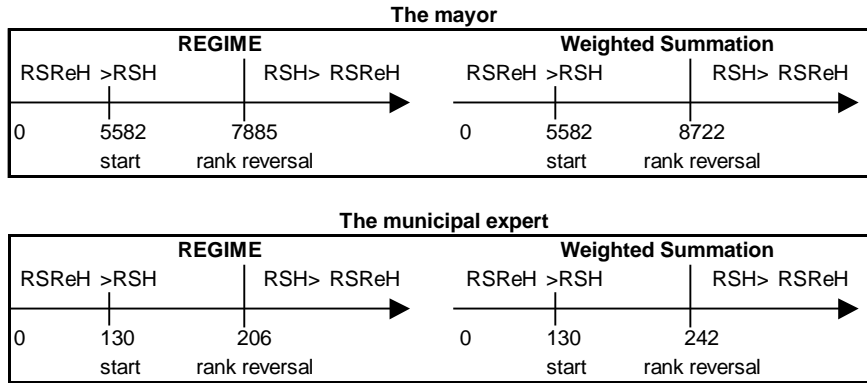 The mayor
REGIME Weighted Summation
RSReH >RSH RSH> RSReH RSReH >RSH RSH> RSReH
0 5582 7885 0 5582 8722
start rank reversal start rank reversal
The municipal expert
REGIME Weighted Summation
RSReH >RSH RSH> RSReH RSReH >RSH RSH> RSReH
0 130 206 0 130 242
start rank reversal start rank reversal